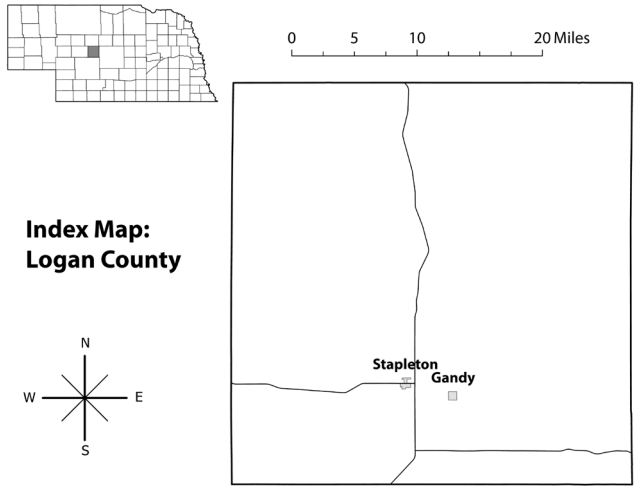 0 5 10 20 Miles
Index Map:
Logan County
Stapleton
Gandy
N
W E
S